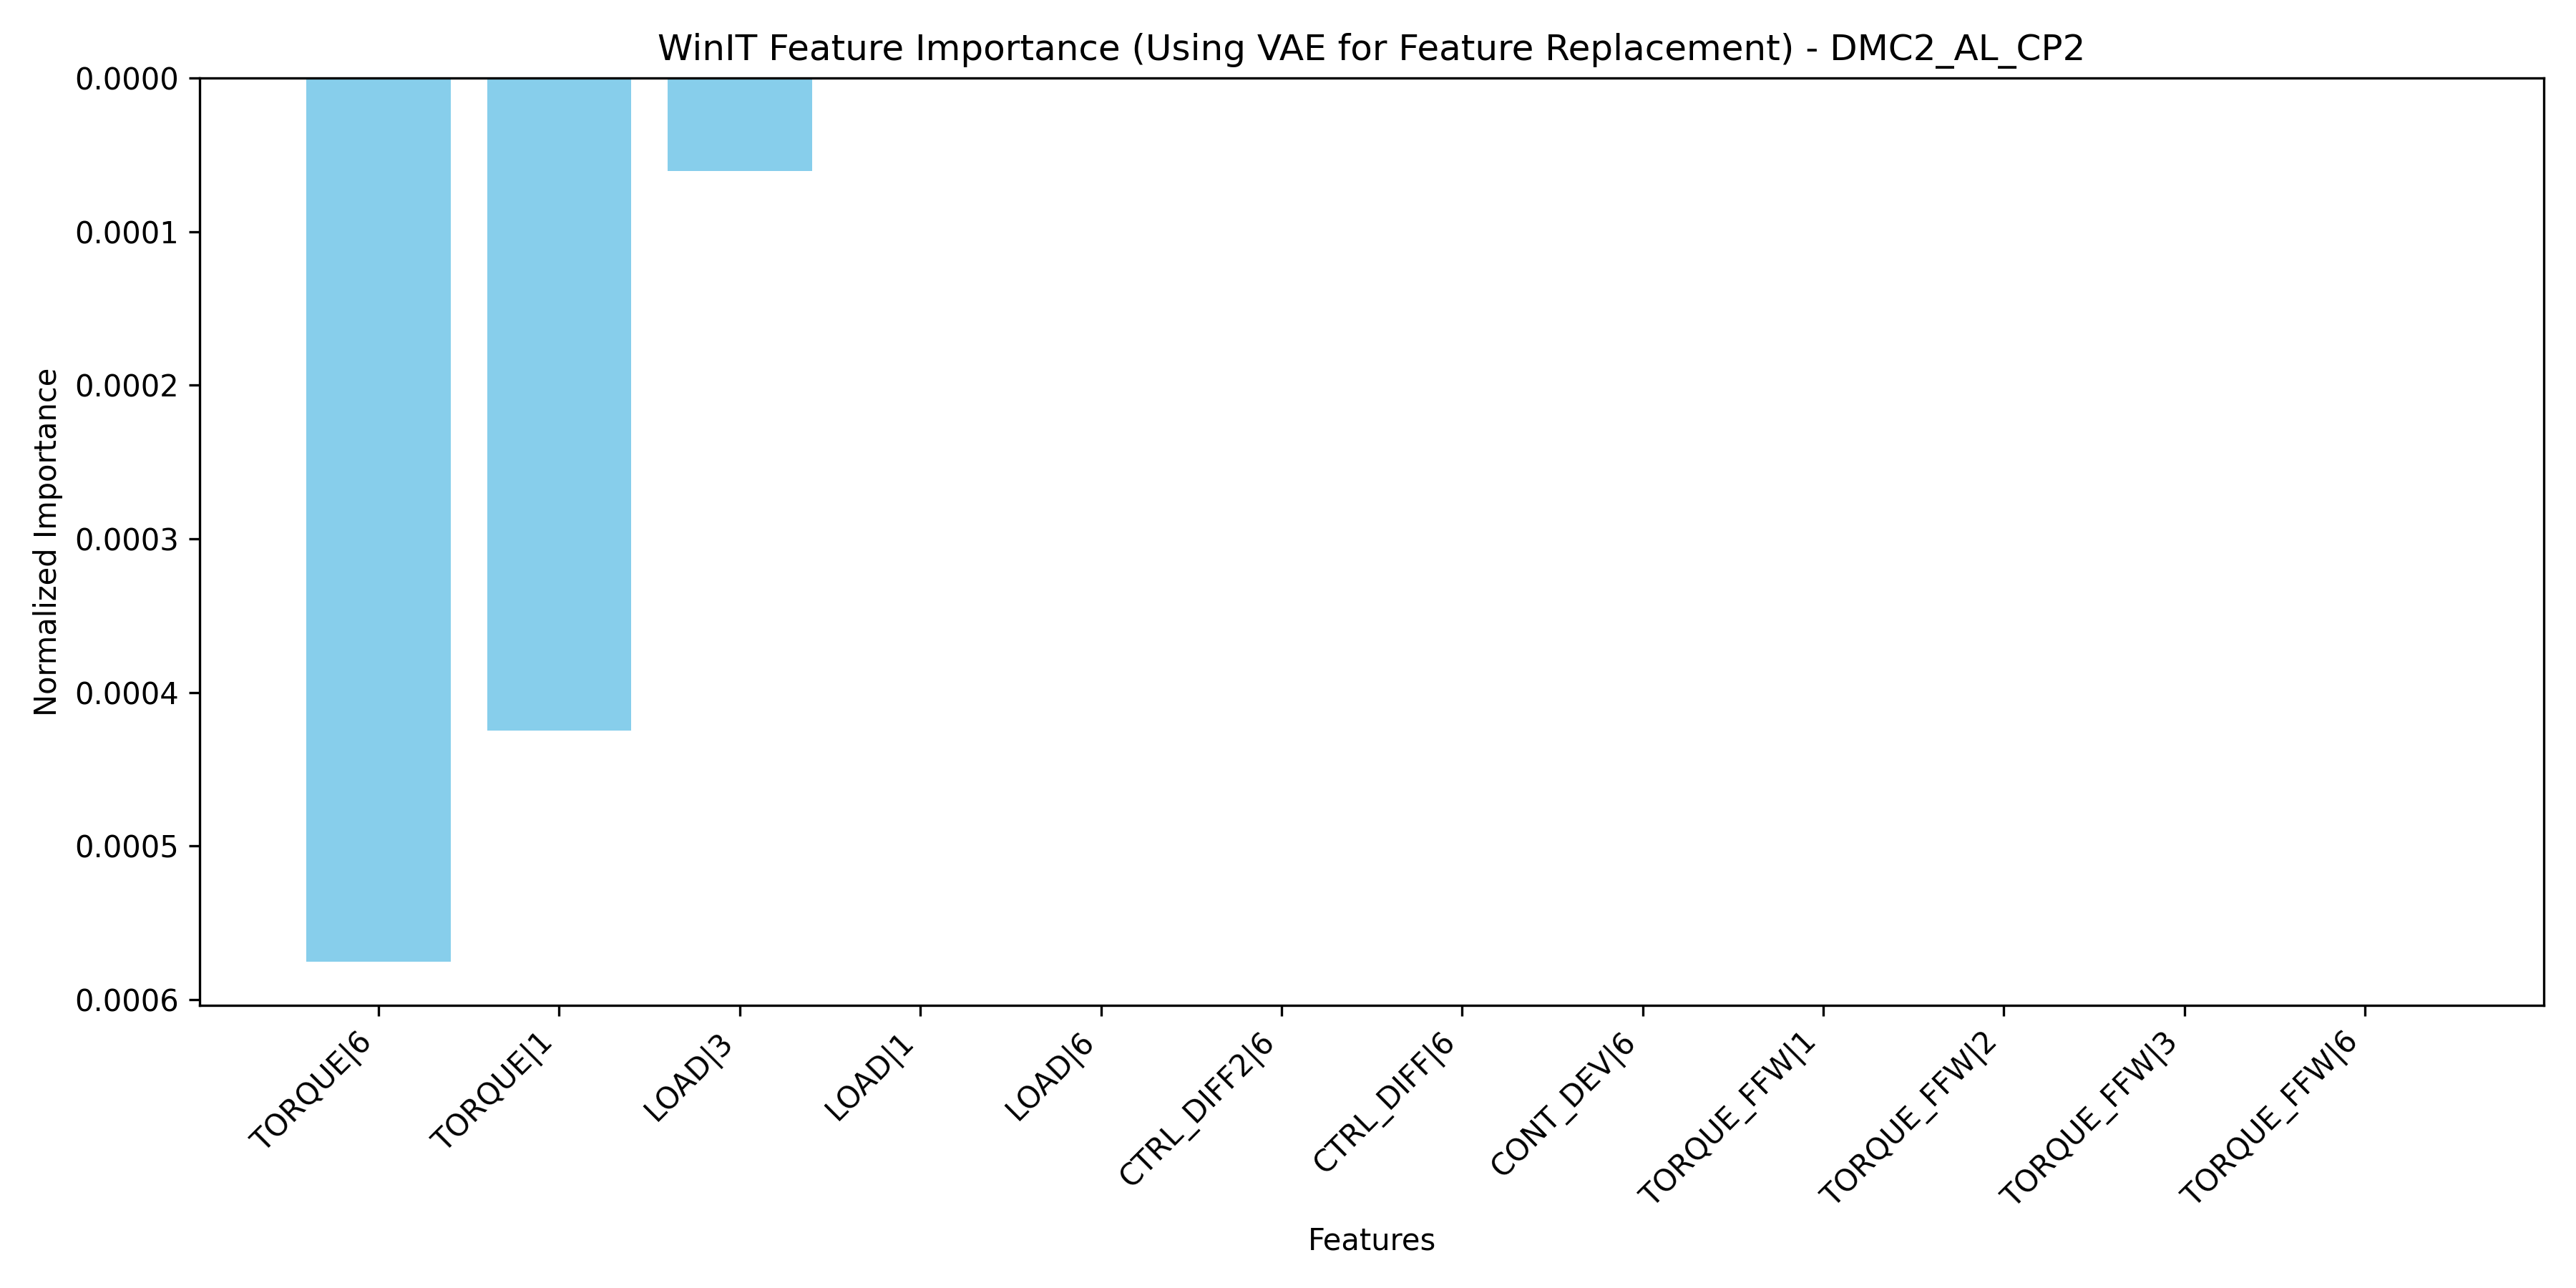 WinIT Feature Importance (Using VAE for Feature Replacement) - DMC2_AL_CP2
Normalized Importance
0.0000
0.0001
0.0002
0.0003
0.0004
0.0005
0.0006
TORQUE|6
TORQUE|1
LOAD|3
LOAD|1
LOAD|6
CTRL_DIFF2|6
CTRL_DIFF|6
CONT_DEV|6
TORQUE_FFW|1
TORQUE_FFW|2
TORQUE_FFW|3
TORQUE_FFW|6
Features